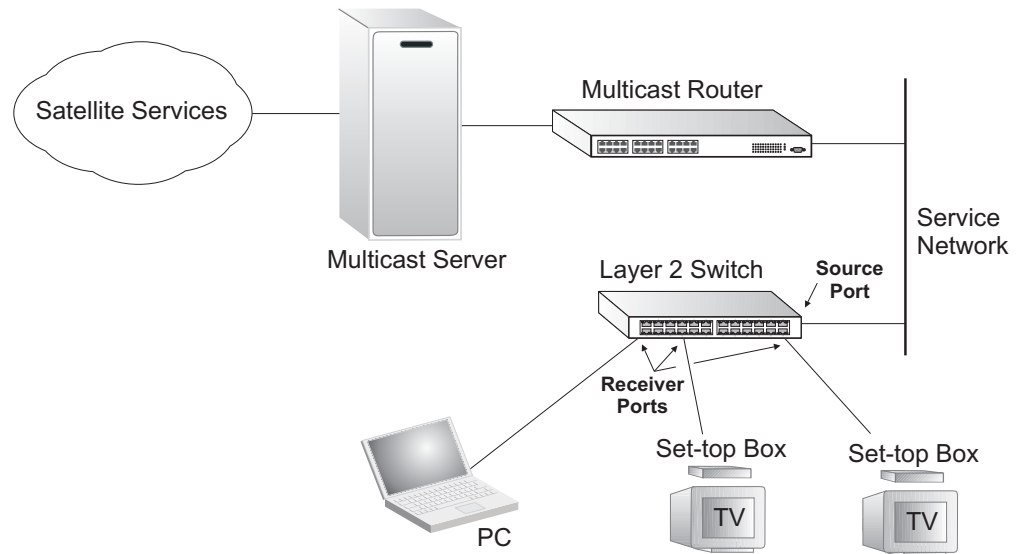 Satellite Services
Multicast Router
Service
Network
Multicast Server
Layer 2 Switch
Source
Port
Receiver
Ports
Set-top Box
Set-top Box
TV
TV
PC